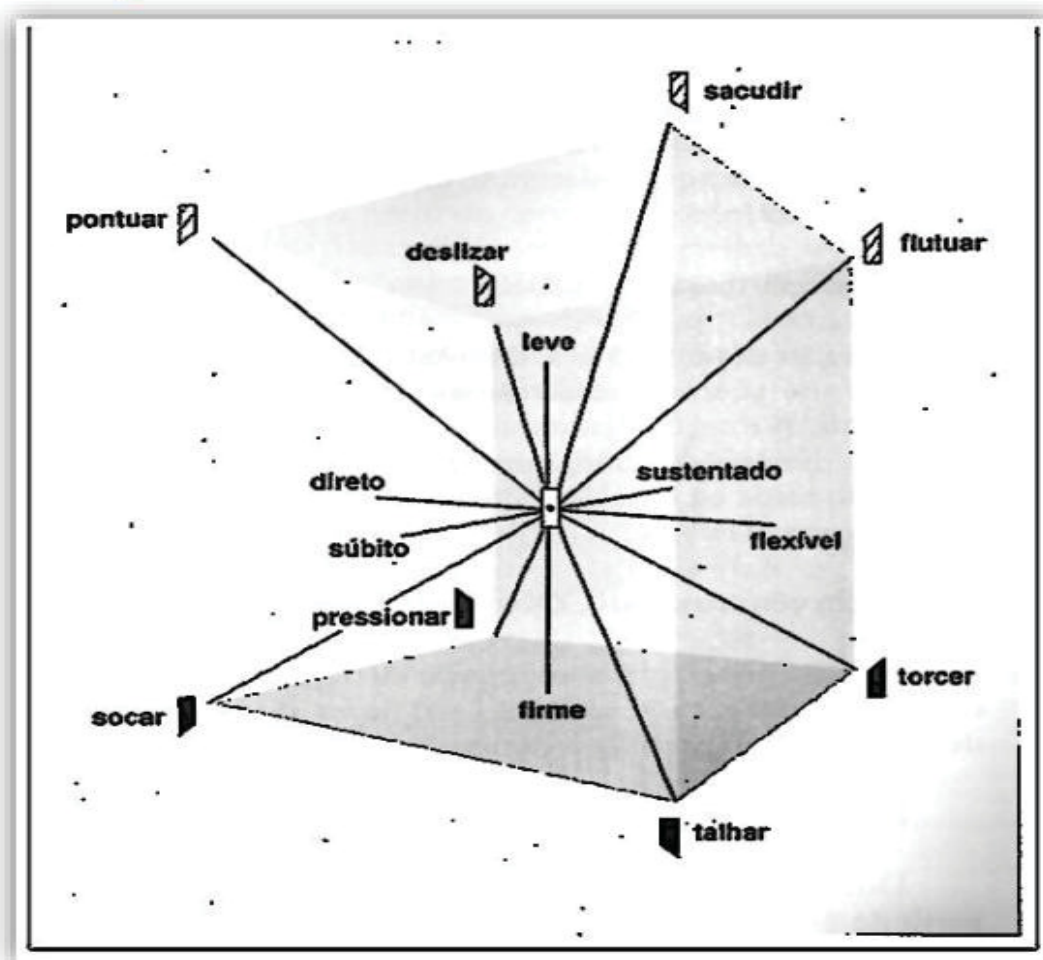 sacudir
pontuar
flutuar
deslizar
leve
direto
sustentado
súbito
flexível
pressionar
socar
firme
torcer
talhar